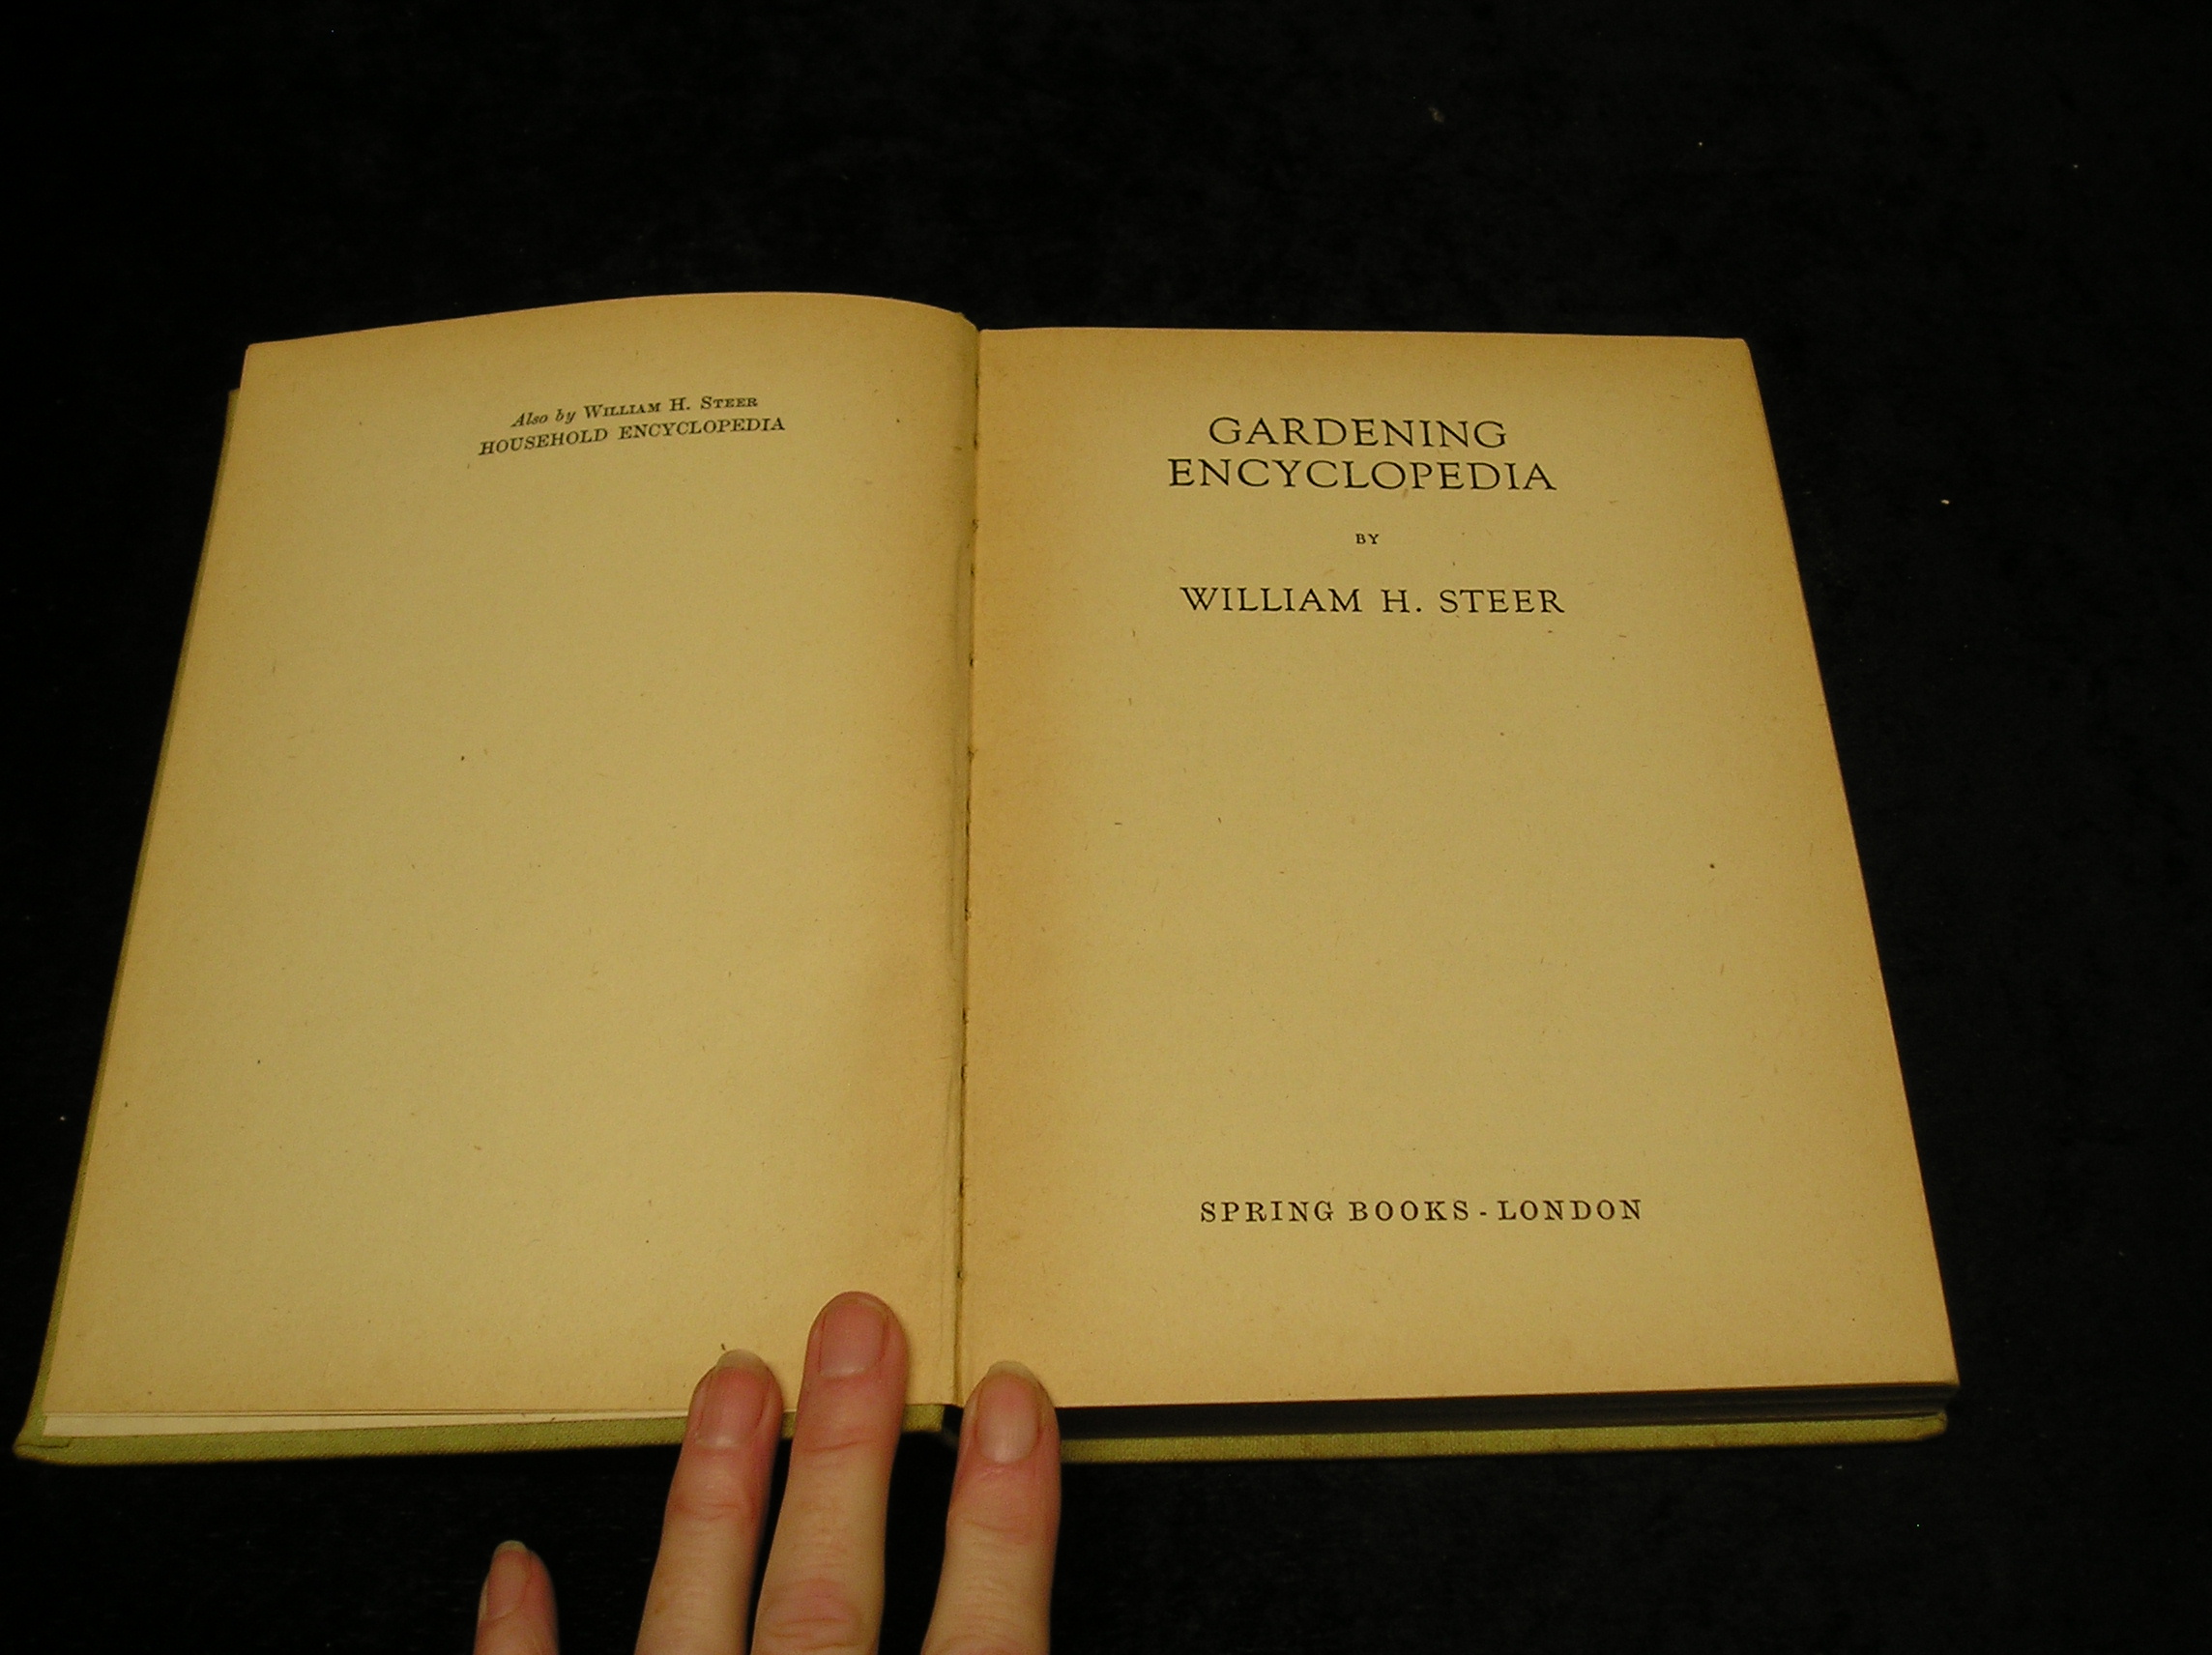 Also by WILLIAM H. STEER
HOUSEHOLD ENCYCLOPEDIA
GARDENING
ENCYCLOPEDIA
BY
WILLIAM H. STEER
SPRING BOOKS - LONDON